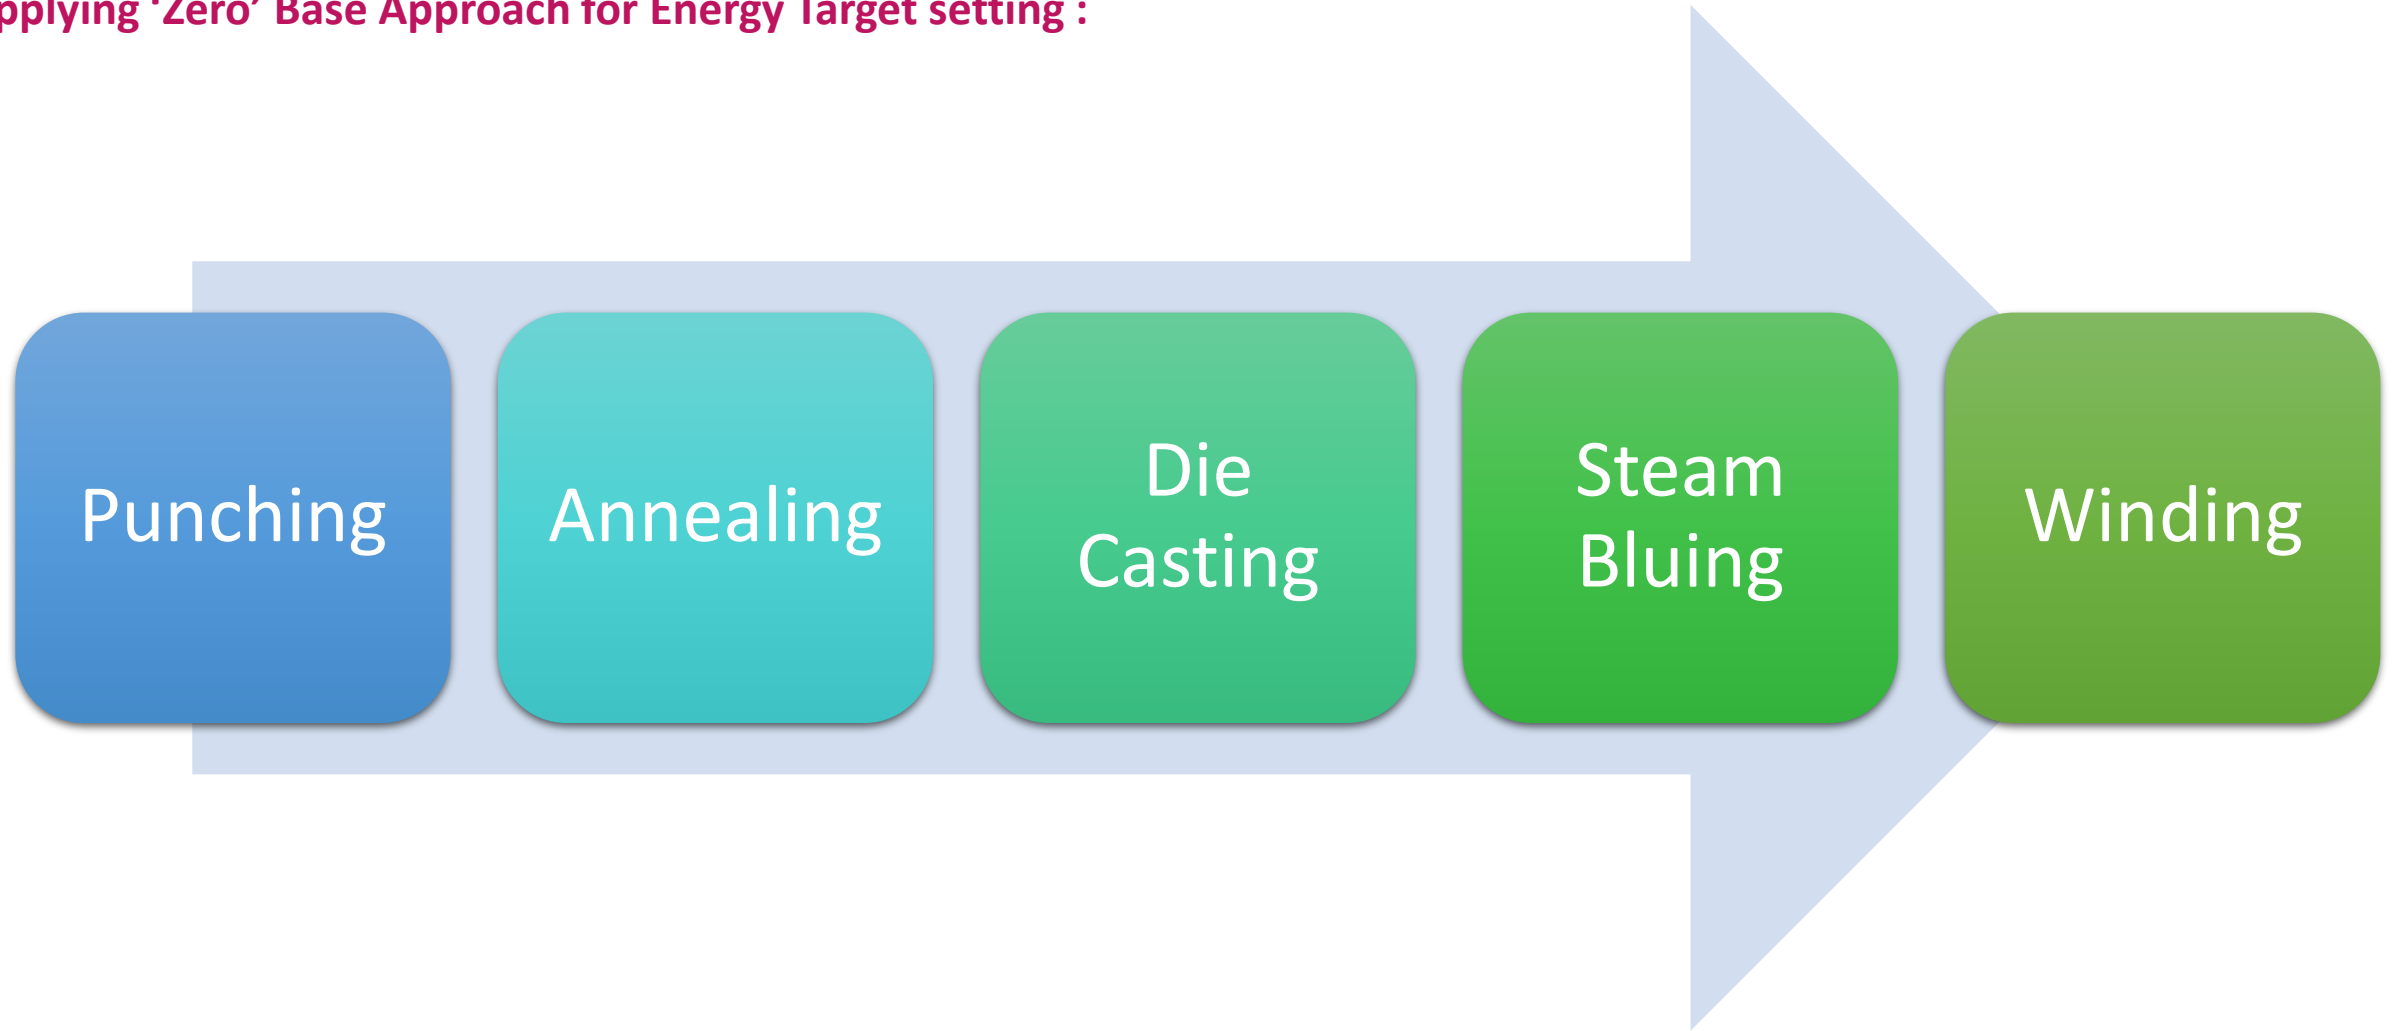 pplying ‘Zero’ Base Approach for Energy Target setting :
Punching
Annealing
Die
Casting
Steam
Bluing
Winding